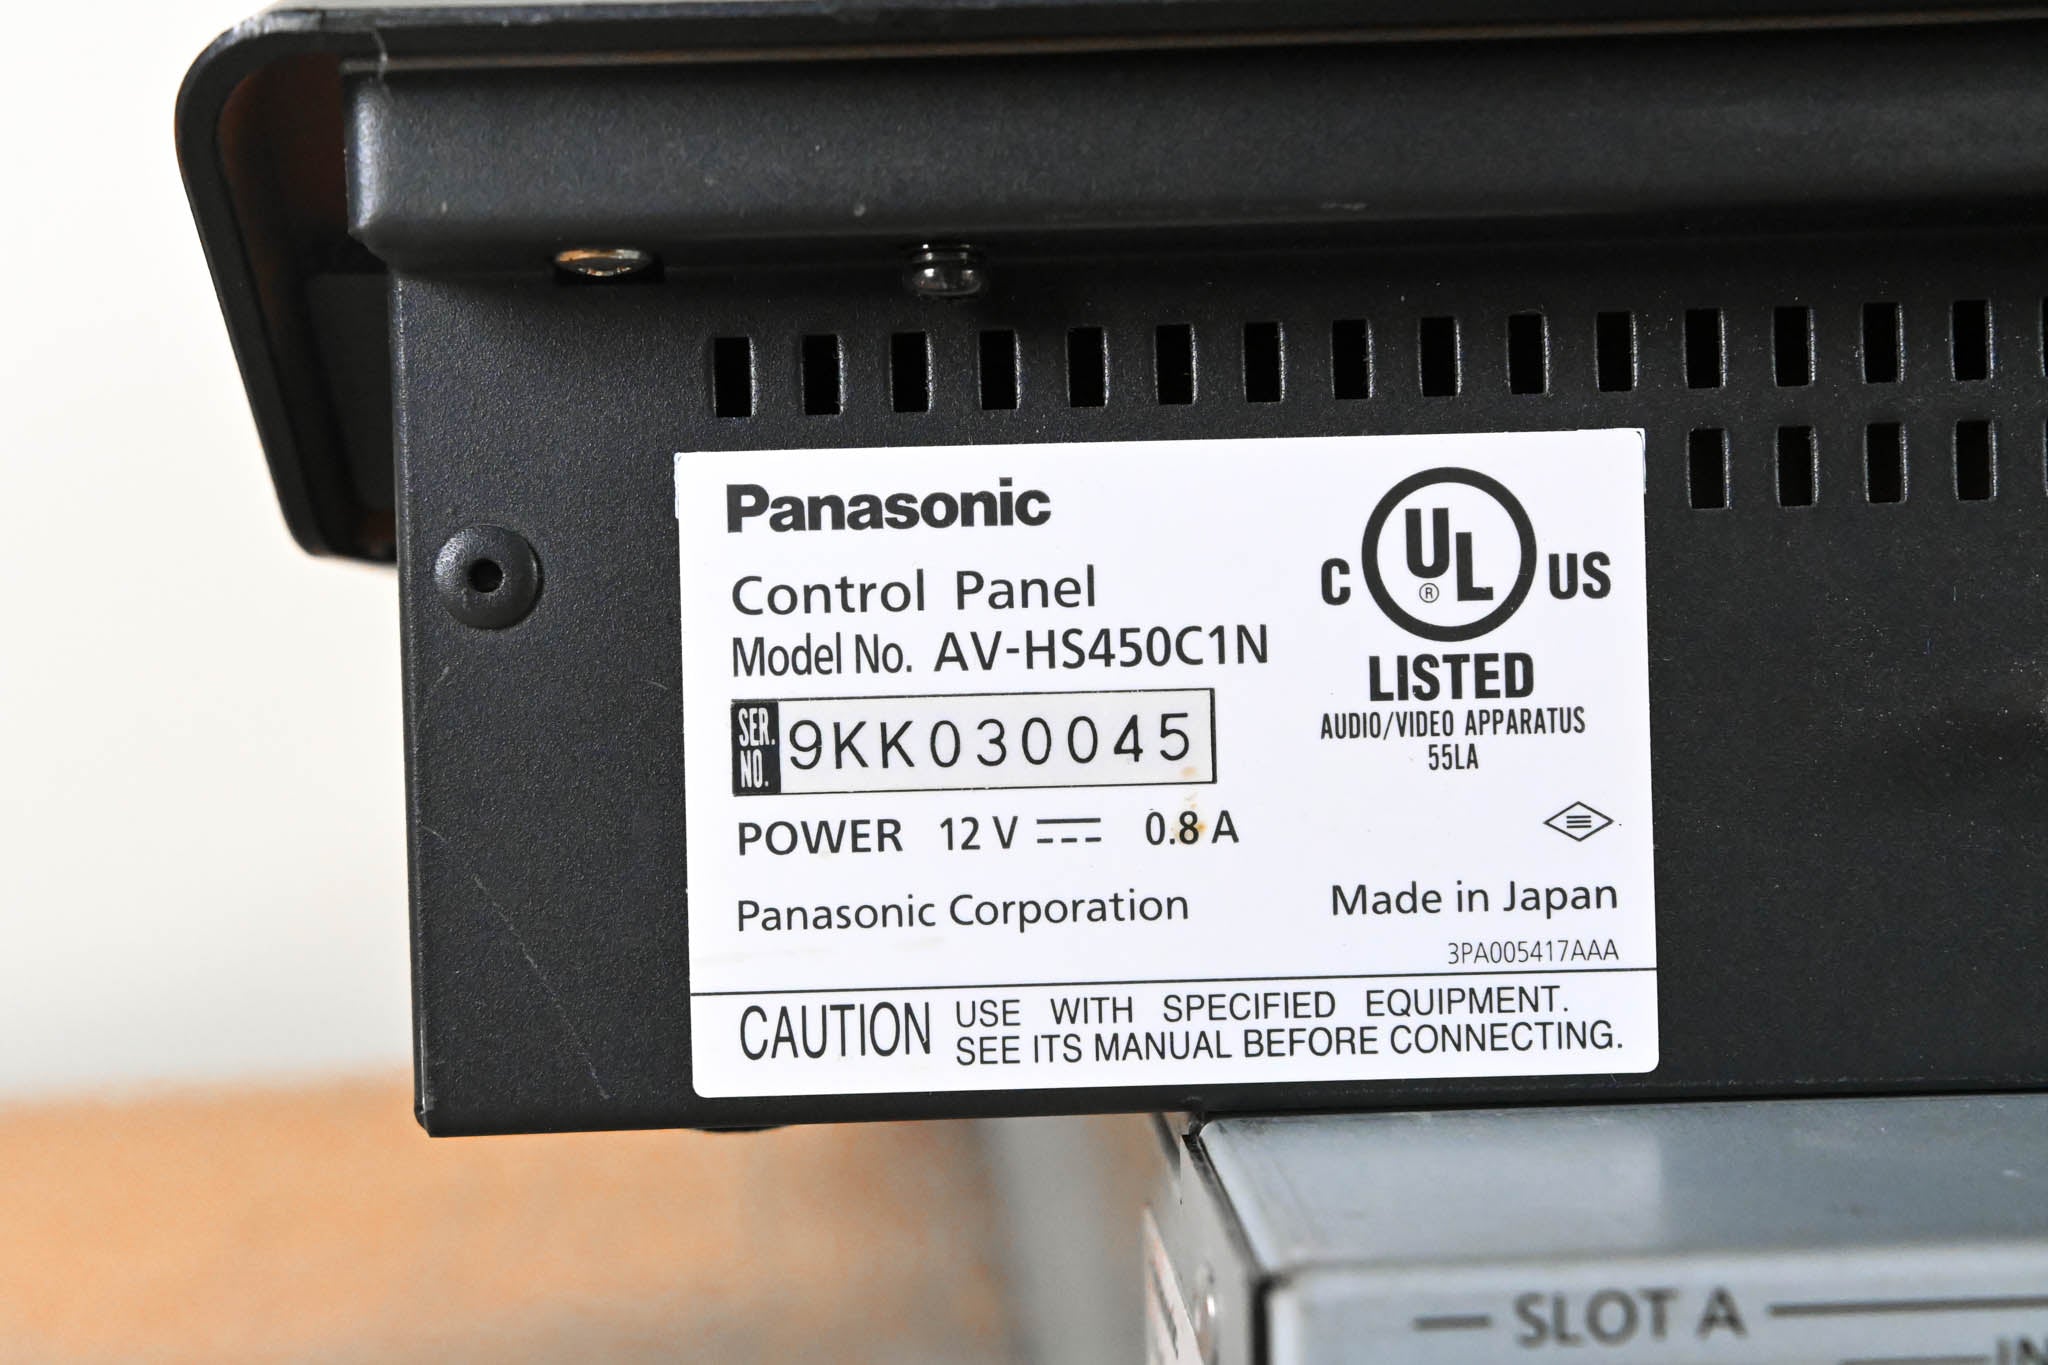 Panasonic
Control Panel
Model No. AV-HS450C1N
SER. NO. 9KK030045
POWER 12 V 0.8 A
Panasonic Corporation
C UL ® US
LISTED
AUDIO/VIDEO APPARATUS
55LA
Made in Japan
3PA005417AAA
CAUTION USE WITH SPECIFIED EQUIPMENT.
SEE ITS MANUAL BEFORE CONNECTING.
SLOT A